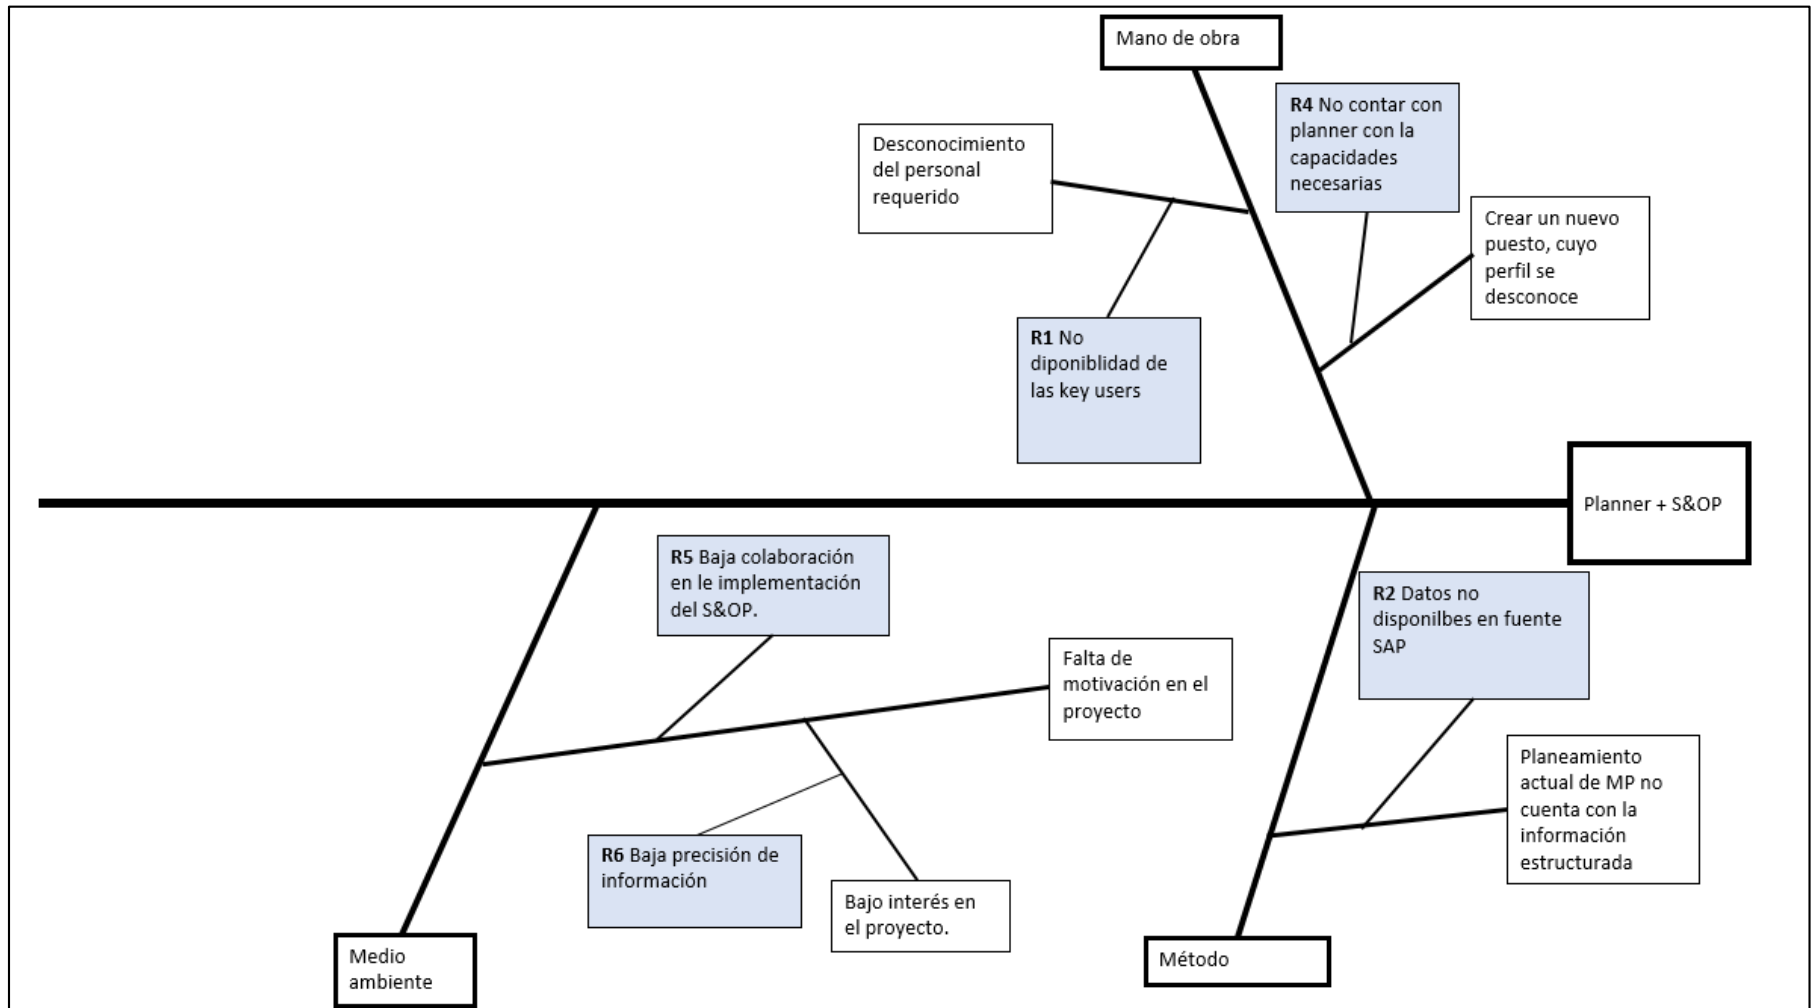 Mano de obra
R4 No contar con
planner con la
capacidades
necesarias
Desconocimiento
del personal
requerido
Crear un nuevo
puesto, cuyo
perfil se
desconoce
R1 No
diponiblidad de
las key users
Planner + S&OP
R5 Baja colaboración
en le implementación
del S&OP.
R2 Datos no
disponilbes en fuente
SAP
Falta de
motivación en el
proyecto
Planeamiento
actual de MP no
cuenta con la
información
estructurada
R6 Baja precisión de
información
Bajo interés en
el proyecto.
Medio
ambiente
Método